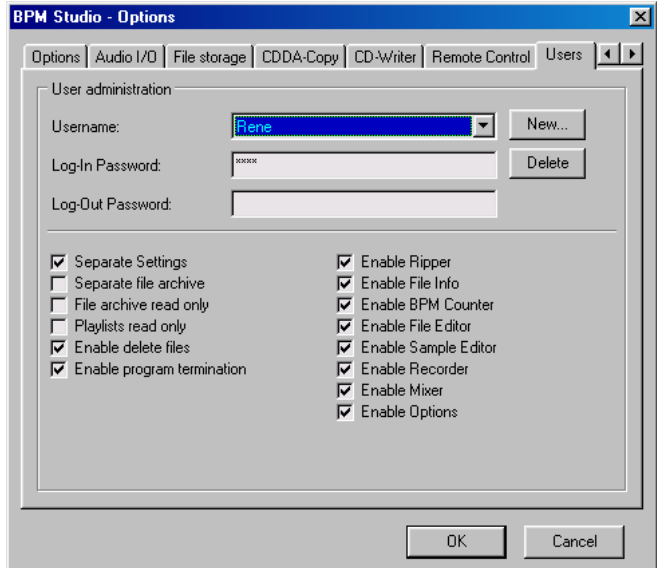 BPM Studio - Options
Options Audio I/O File storage CDDA-Copy CD-Writer Remote Control Users
User administration
Username: Rene New...
Log-In Password: **** Delete
Log-Out Password:
Separate Settings Enable Ripper
Separate file archive Enable File Info
File archive read only Enable BPM Counter
Playlists read only Enable File Editor
Enable delete files Enable Sample Editor
Enable program termination Enable Recorder
Enable Mixer
Enable Options
OK Cancel